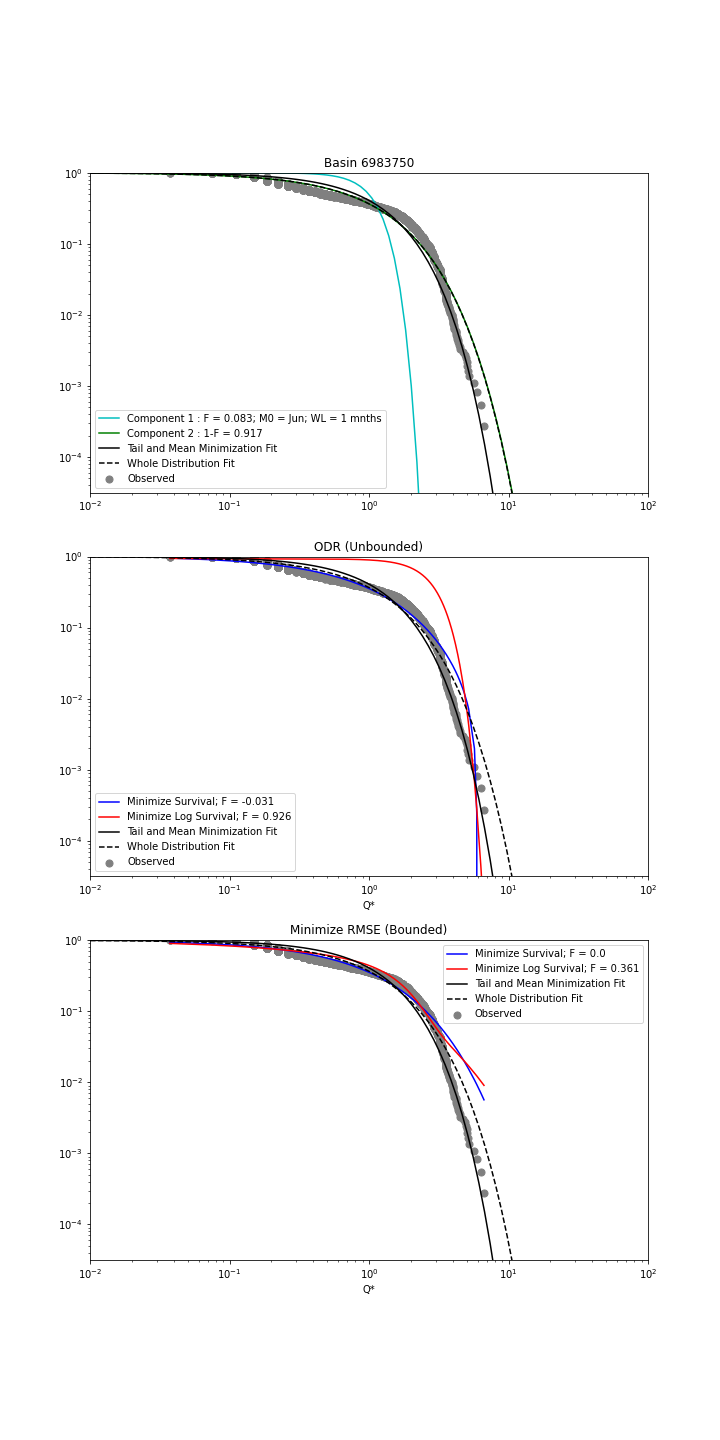 Basin 6983750
10^0
10^-1
10^-2
10^-3
10^-4
Component 1 : F = 0.083; M0 = Jun; WL = 1 mnths
Component 2 : 1-F = 0.917
Tail and Mean Minimization Fit
Whole Distribution Fit
Observed
10^-2 10^-1 10^0 10^1 10^2
ODR (Unbounded)
10^0
10^-1
10^-2
10^-3
10^-4
Minimize Survival; F = -0.031
Minimize Log Survival; F = 0.926
Tail and Mean Minimization Fit
Whole Distribution Fit
Observed
10^-2 10^-1 10^0 10^1 10^2
Q*
Minimize RMSE (Bounded)
10^0
10^-1
10^-2
10^-3
10^-4
Minimize Survival; F = 0.0
Minimize Log Survival; F = 0.361
Tail and Mean Minimization Fit
Whole Distribution Fit
Observed
10^-2 10^-1 10^0 10^1 10^2
Q*